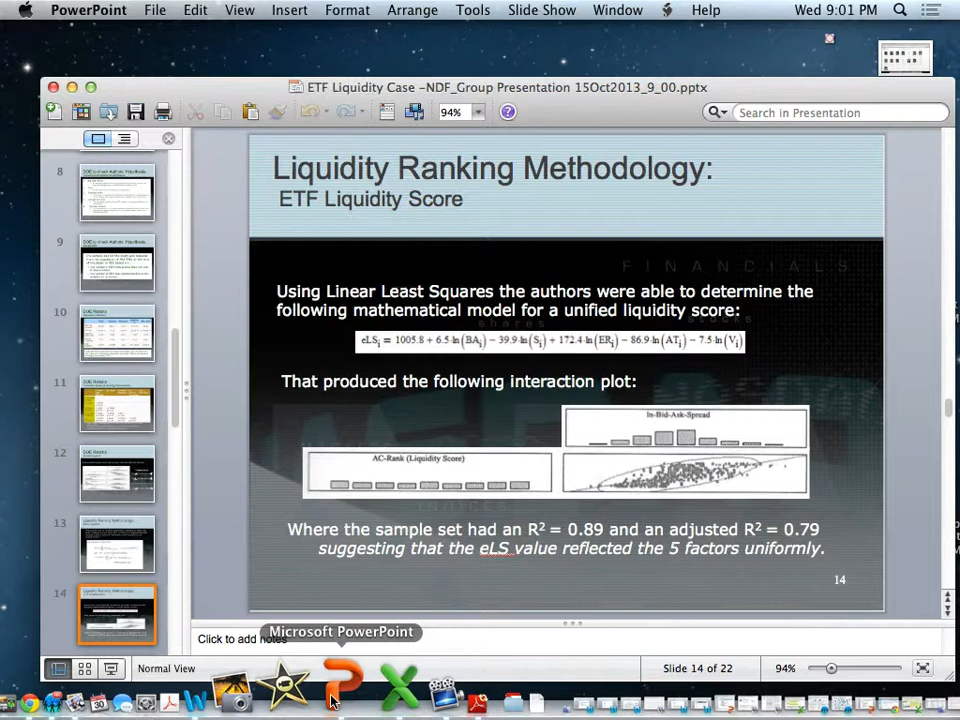 PowerPoint File Edit View Insert Format Arrange Tools Slide Show Window Help Wed 9:01 PM
ETF Liquidity Case –NDF_Group Presentation 15Oct2013_9_00.pptx
94%
Search in Presentation
8
9
10
11
12
13
14
Liquidity Ranking Methodology:
ETF Liquidity Score
FINANCIALS
Using Linear Least Squares the authors were able to determine the
following mathematical model for a unified liquidity score:
shares
eLSᵢ = 1005.8 + 6.5·ln(BAᵢ) − 39.9·ln(Sᵢ) + 172.4·ln(ERᵢ) − 86.9·ln(ATᵢ) − 7.5·ln(Vᵢ)
That produced the following interaction plot:
ln-Bid-Ask-Spread
AC-Rank (Liquidity Score)
Where the sample set had an R² = 0.89 and an adjusted R² = 0.79
suggesting that the eLS value reflected the 5 factors uniformly.
14
Click to add notes
Microsoft PowerPoint
Normal View
Slide 14 of 22
94%